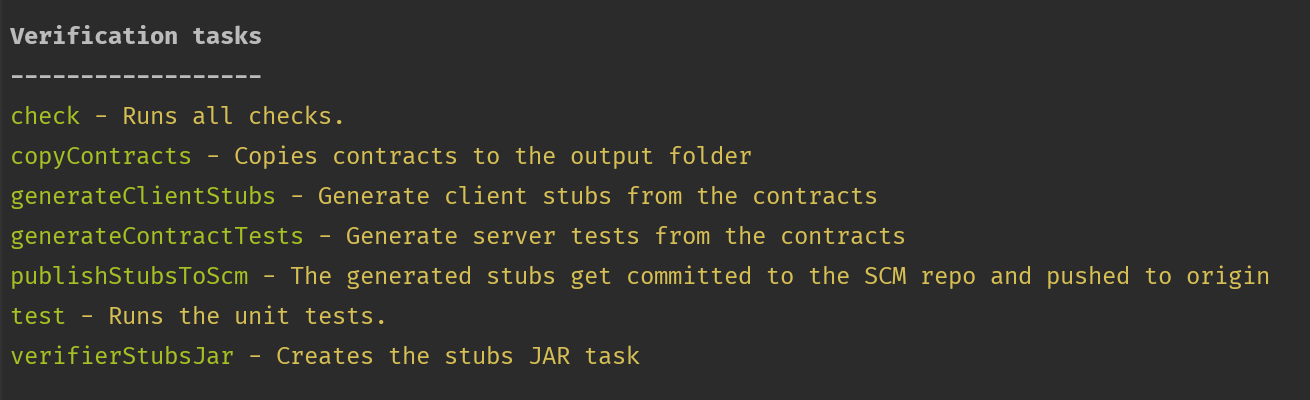 Verification tasks
------------------
check - Runs all checks.
copyContracts - Copies contracts to the output folder
generateClientStubs - Generate client stubs from the contracts
generateContractTests - Generate server tests from the contracts
publishStubsToScm - The generated stubs get committed to the SCM repo and pushed to origin
test - Runs the unit tests.
verifierStubsJar - Creates the stubs JAR task